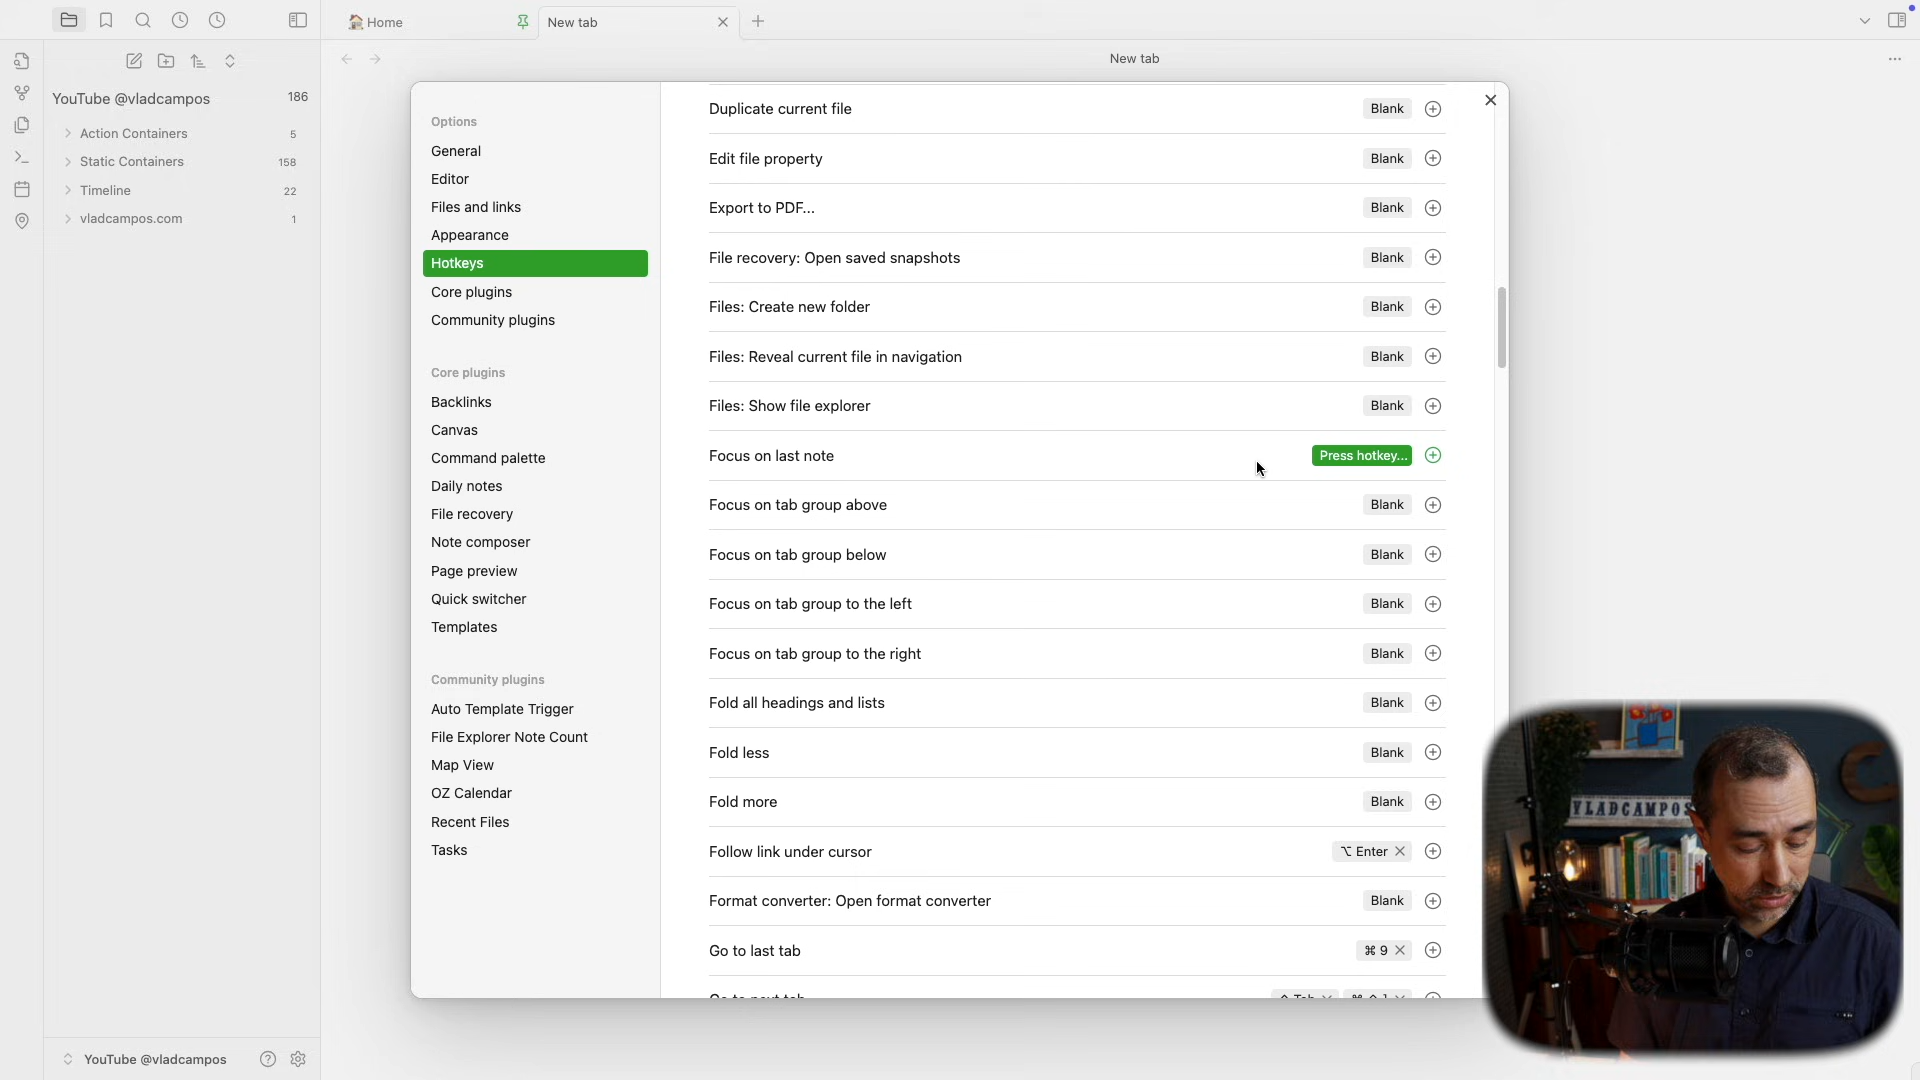 Home
New tab
New tab
YouTube @vladcampos 186
Action Containers 5
Static Containers 158
Timeline 22
vladcampos.com 1
YouTube @vladcampos
Options
General
Editor
Files and links
Appearance
Hotkeys
Core plugins
Community plugins
Core plugins
Backlinks
Canvas
Command palette
Daily notes
File recovery
Note composer
Page preview
Quick switcher
Templates
Community plugins
Auto Template Trigger
File Explorer Note Count
Map View
OZ Calendar
Recent Files
Tasks
Duplicate current file Blank
Edit file property Blank
Export to PDF... Blank
File recovery: Open saved snapshots Blank
Files: Create new folder Blank
Files: Reveal current file in navigation Blank
Files: Show file explorer Blank
Focus on last note Press hotkey...
Focus on tab group above Blank
Focus on tab group below Blank
Focus on tab group to the left Blank
Focus on tab group to the right Blank
Fold all headings and lists Blank
Fold less Blank
Fold more Blank
Follow link under cursor ⌥ Enter
Format converter: Open format converter Blank
Go to last tab ⌘ 9
VLADCAMPOS